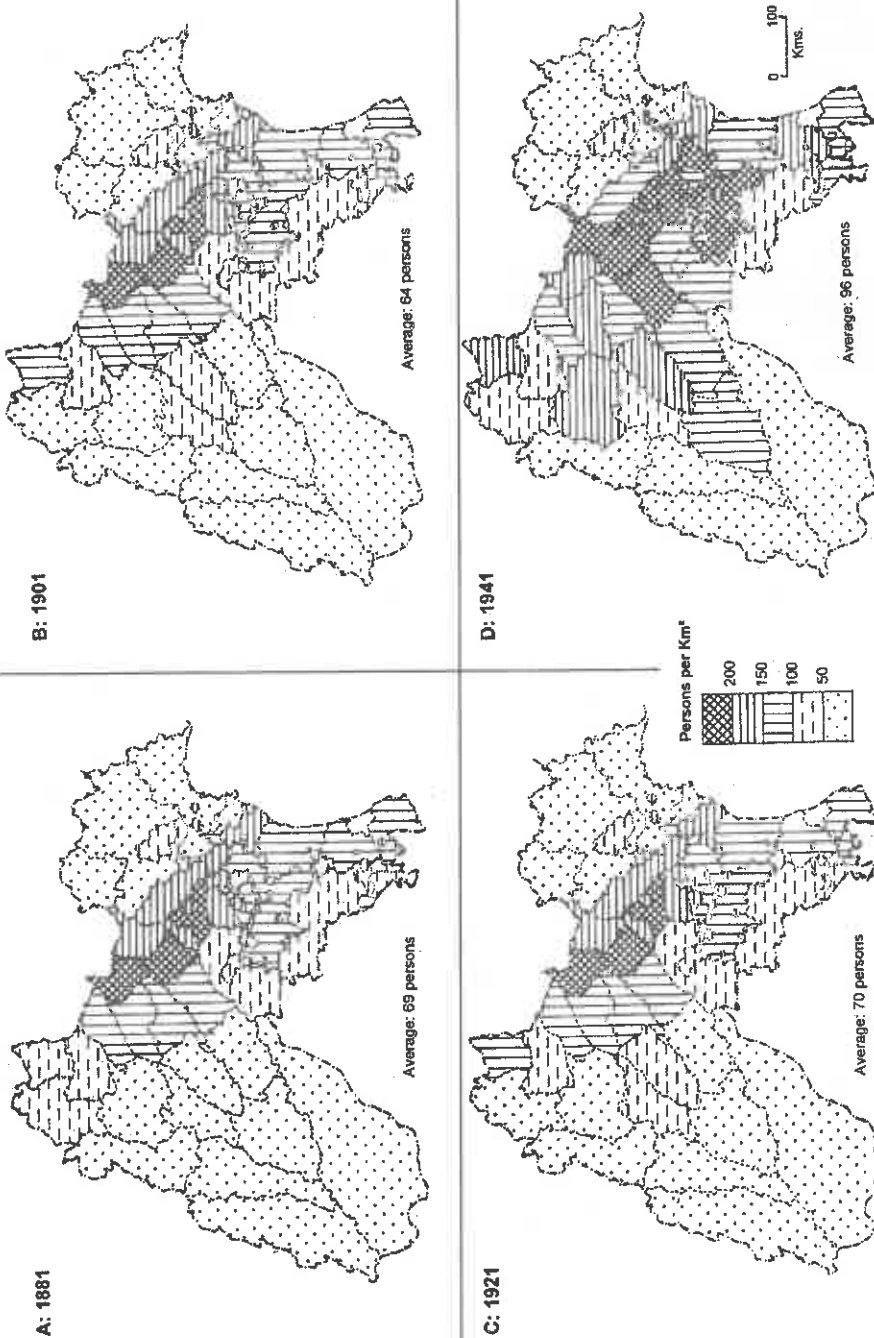 A: 1881
Average: 69 persons
B: 1901
Average: 64 persons
C: 1921
Average: 70 persons
Persons per Km²
200
150
100
50
D: 1941
Average: 96 persons
0 100
Kms.